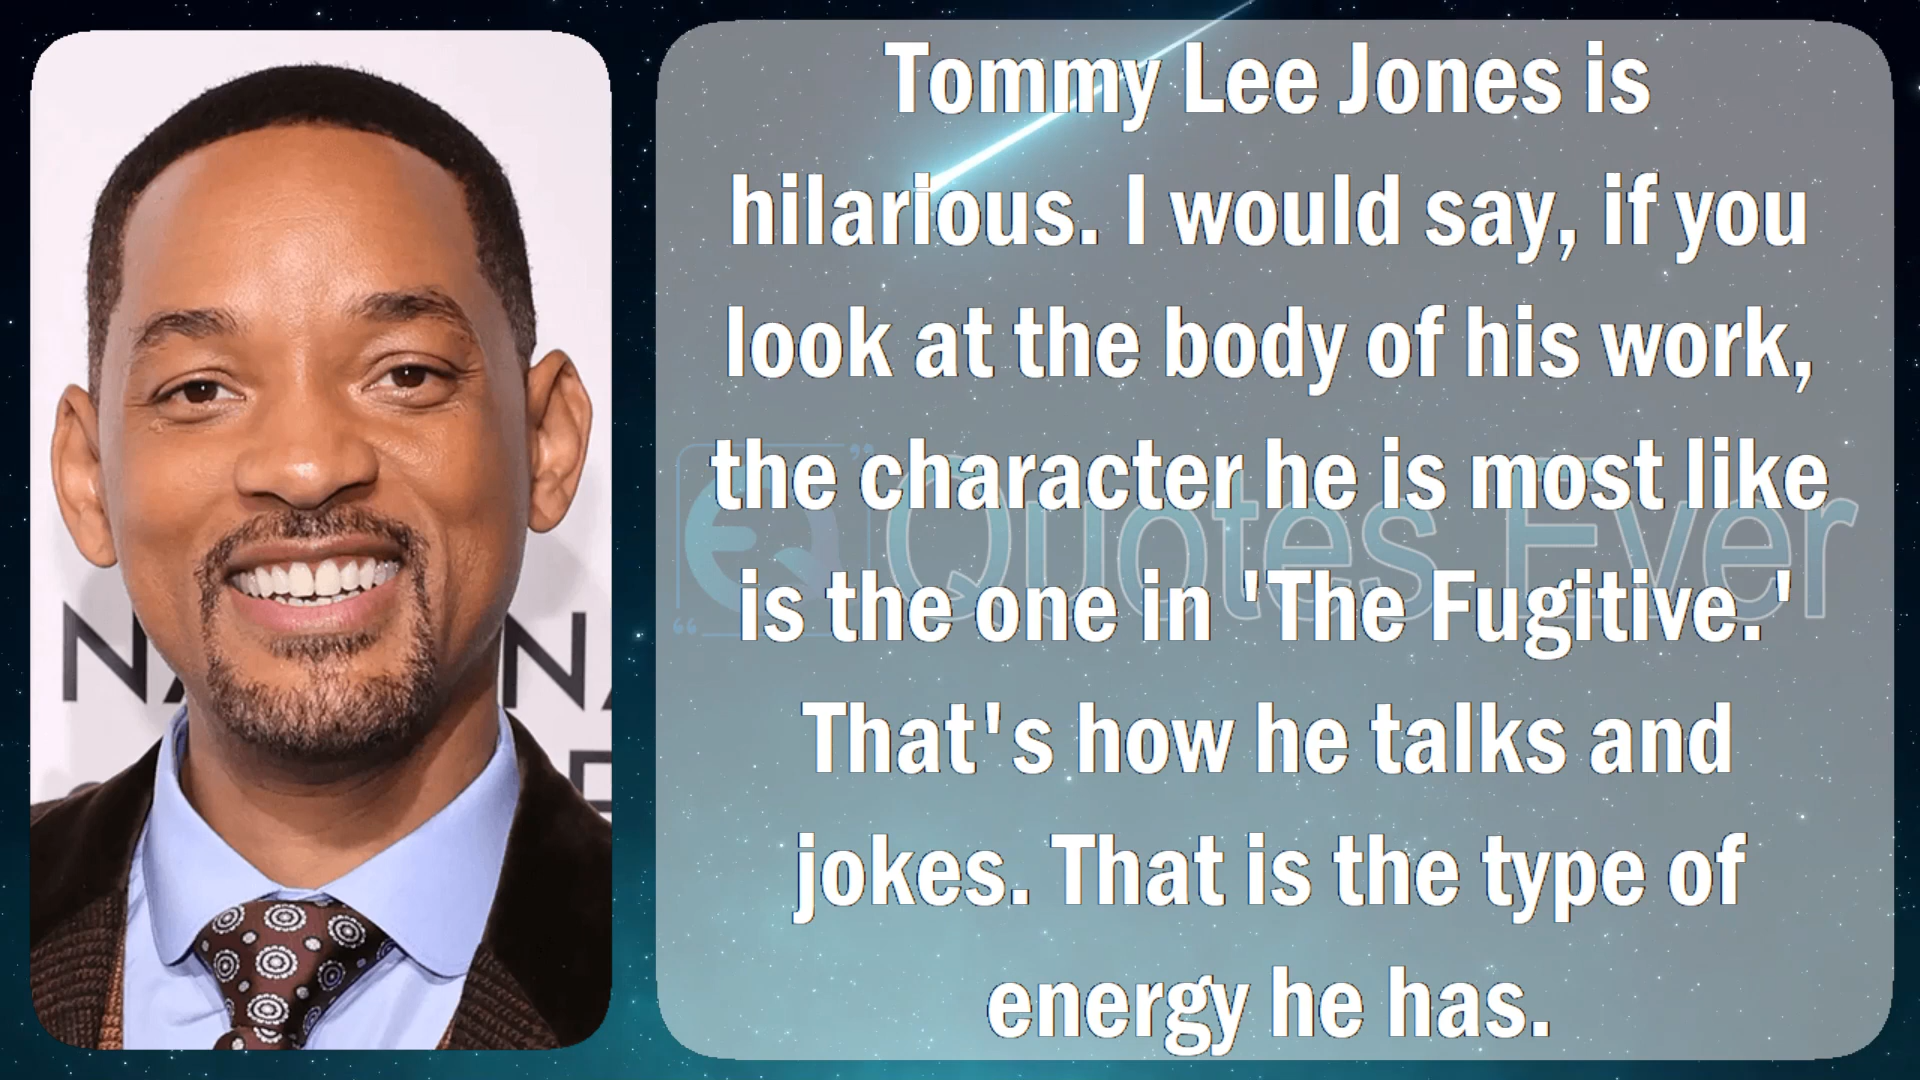 Tommy Lee Jones is
hilarious. I would say, if you
look at the body of his work,
the character he is most like
is the one in 'The Fugitive.'
That's how he talks and
jokes. That is the type of
energy he has.
Quotes Ever